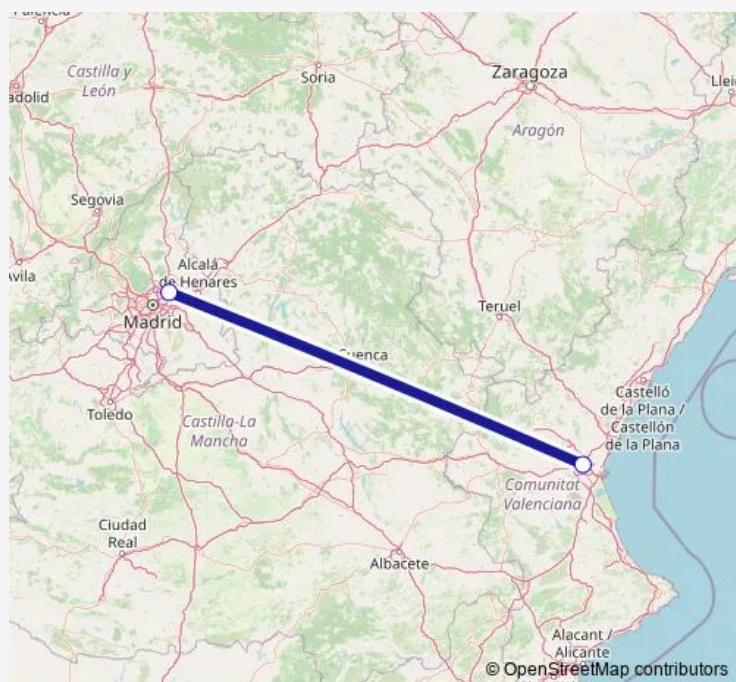 Palencia
Castilla y
León
Soria
Zaragoza
Llei
adolid
Aragón
Segovia
Ávila
Alcalá
de Henares
Madrid
Teruel
Cuenca
Castelló
de la Plana /
Castellón
de la Plana
Toledo
Castilla-La
Mancha
Comunitat
Valenciana
Ciudad
Real
Albacete
Alacant /
Alicante
© OpenStreetMap contributors